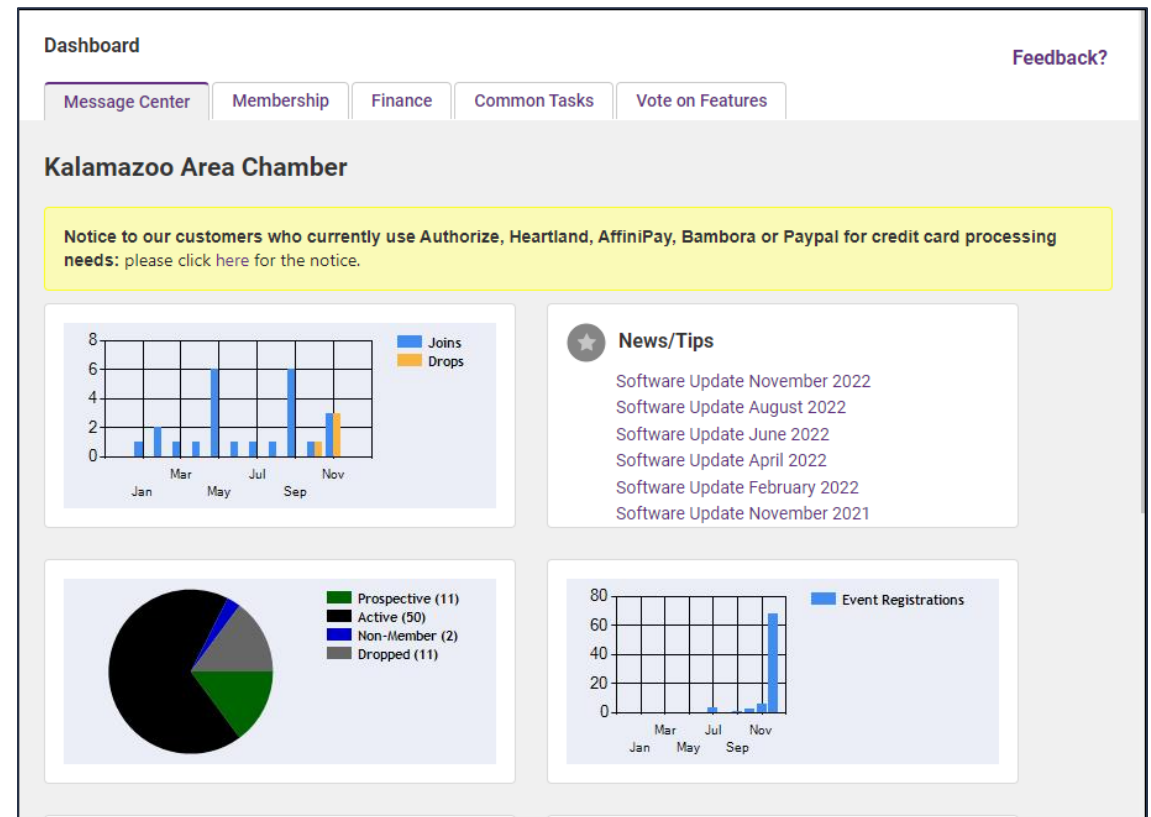 Dashboard
Feedback?
Message Center
Membership
Finance
Common Tasks
Vote on Features
Kalamazoo Area Chamber
Notice to our customers who currently use Authorize, Heartland, AffiniPay, Bambora or Paypal for credit card processing
needs: please click here for the notice.
8
6
4
2
0
Mar Jul Nov
Jan May Sep
Joins
Drops
News/Tips
Software Update November 2022
Software Update August 2022
Software Update June 2022
Software Update April 2022
Software Update February 2022
Software Update November 2021
Prospective (11)
Active (50)
Non-Member (2)
Dropped (11)
80
60
40
20
0
Mar Jul Nov
Jan May Sep
Event Registrations